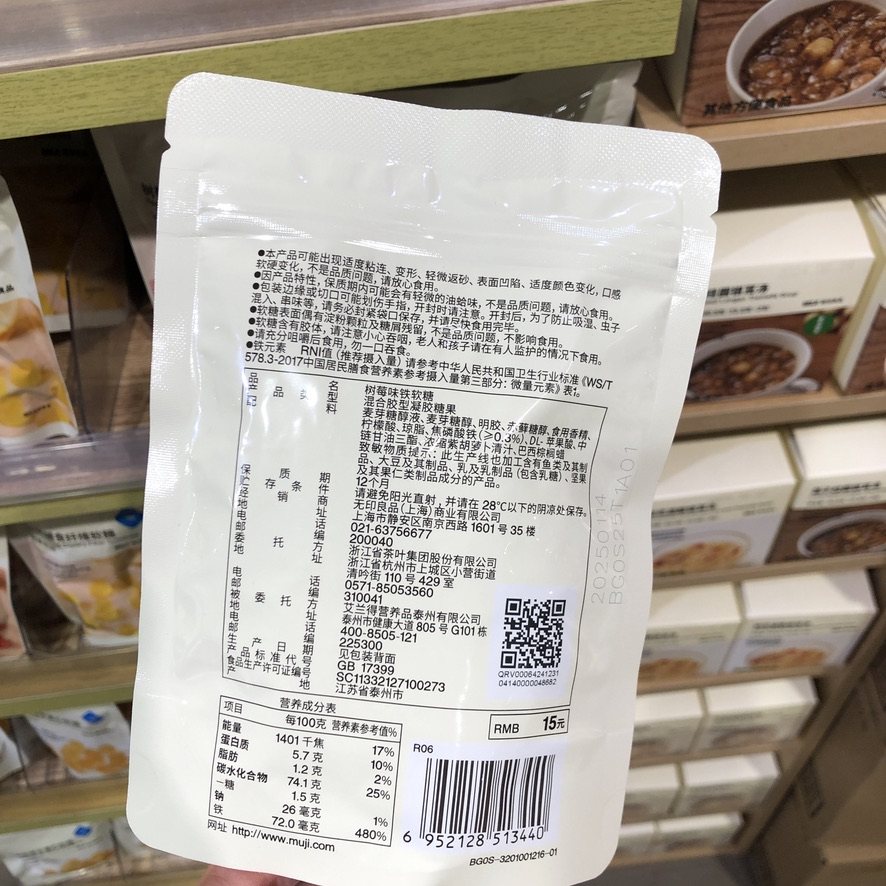 ●本产品可能出现适度粘连、变形、轻微返砂、表面凹陷、适度颜色变化，口感
软硬变化，不是品质问题，请放心食用。
●因产品特性，保质期内可能会有轻微的油蛤味，不是品质问题，请放心食用。
●包装边缘或切口可能划伤手指，开封时请注意。开封后，为了防止吸湿、虫子
混入、串味等，请务必封紧袋口保存，并请尽快食用完毕。
●软糖表面偶有淀粉颗粒及糖屑残留，不是品质问题，不影响食用。
●软糖含有胶体，请注意小心吞咽，老人和孩子请在有人监护的情况下食用。
●请充分咀嚼后食用，勿一口吞食。
●铁元素 RNI值（推荐摄入量）请参考中华人民共和国卫生行业标准《WS/T
578.3-2017中国居民膳食营养素参考摄入量第三部分：微量元素》表1。
品名 树莓味铁软糖
产品类型 混合胶型凝胶糖果
配料 麦芽糖醇液、麦芽糖醇、明胶、赤藓糖醇、食用香精、
柠檬酸、琼脂、焦磷酸铁（≥0.3%）、DL-苹果酸、中
链甘油三酯、浓缩紫胡萝卜清汁、巴西棕榈蜡
致敏物质提示：此生产线也加工含有鱼类及其制
品、大豆及其制品、乳及乳制品（包含乳糖）、坚果
及其果仁类制品成分的产品。
保质期 12个月
贮存条件 请避免阳光直射，并请在 28℃以下的阴凉处保存。
经销商 无印良品（上海）商业有限公司
地址 上海市静安区南京西路 1601 号 35 楼
电话 021-63756677
邮编 200040
委托方 浙江省茶叶集团股份有限公司
地址 浙江省杭州市上城区小营街道
清吟街 110 号 429 室
电话 0571-85053560
邮编 310041
被委托方 艾兰得营养品泰州有限公司
地址 泰州市健康大道 805 号 G101 栋
电话 400-8505-121
邮编 225300
生产日期 见包装背面
产品标准代号 GB 17399
食品生产许可证编号 SC11332127100273
产地 江苏省泰州市
20250114
BG0S25T1A01
QRV00064241231
04140000048682
营养成分表
项目 每100克 营养素参考值%
能量 1401 千焦 17%
蛋白质 5.7 克 10%
脂肪 1.2 克 2%
碳水化合物 74.1 克 25%
－糖 1.5 克
钠 26 毫克 1%
铁 72.0 毫克 480%
网址 http://www.muji.com
RMB 15元
R06
6 952128 513440
BG0S-3201001216-01
其他方便食品